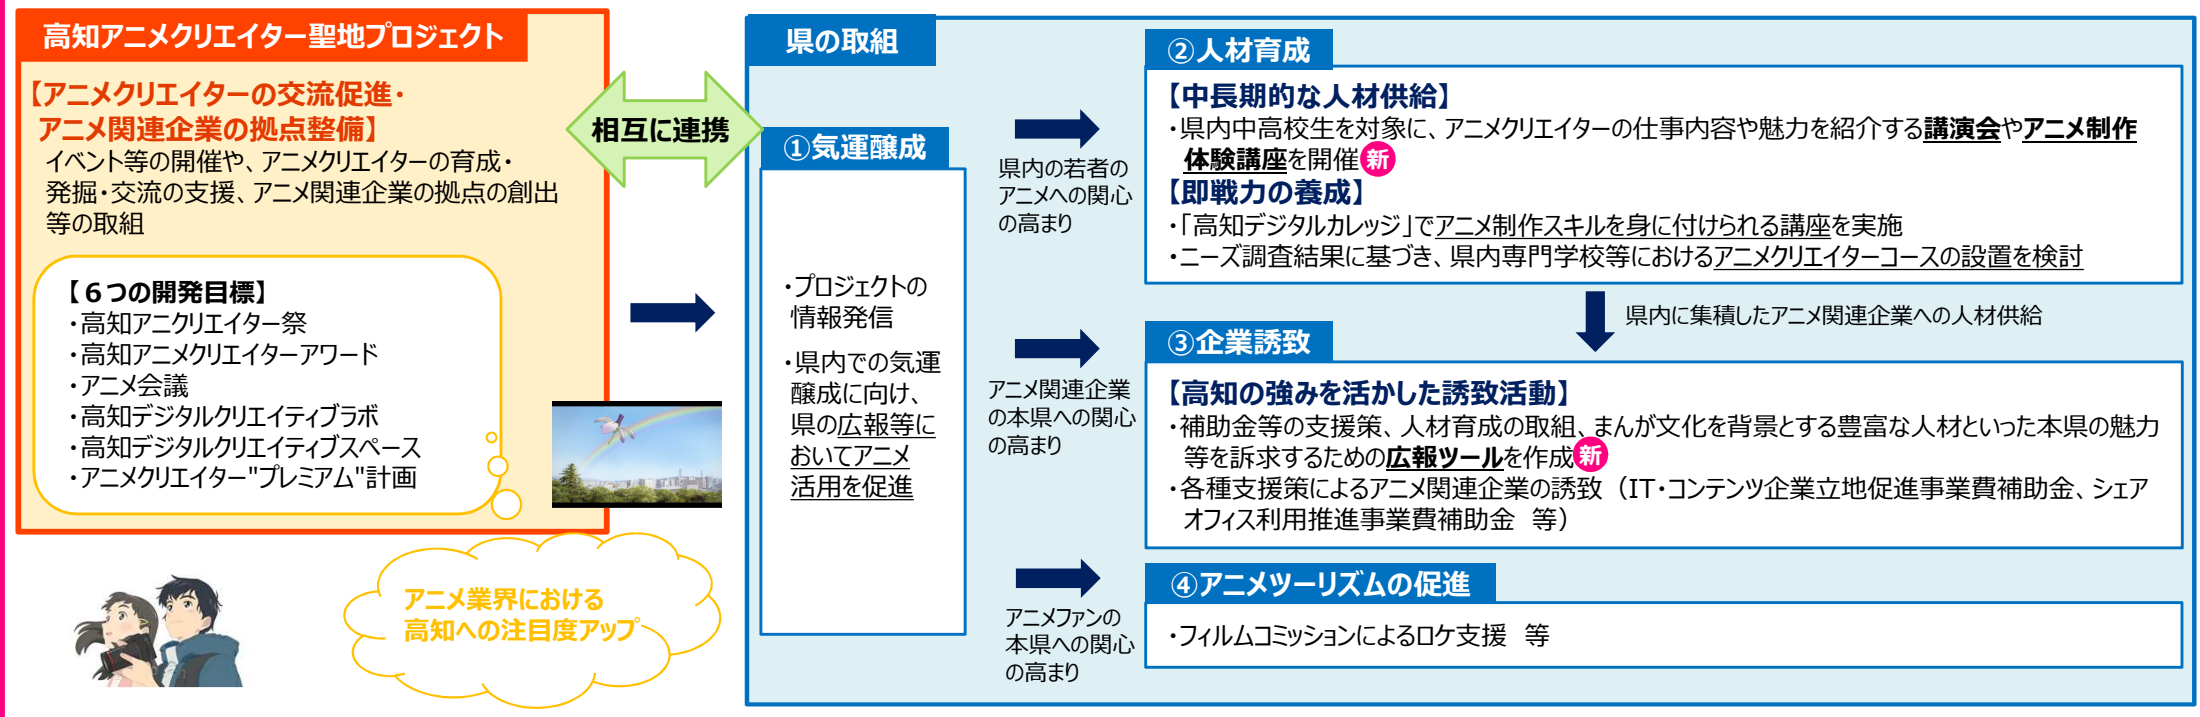 高知アニメクリエイター聖地プロジェクト
【アニメクリエイターの交流促進・
アニメ関連企業の拠点整備】
イベント等の開催や、アニメクリエイターの育成・
発掘・交流の支援、アニメ関連企業の拠点の創出
等の取組
【６つの開発目標】
・高知アニクリエイター祭
・高知アニメクリエイターアワード
・アニメ会議
・高知デジタルクリエイティブラボ
・高知デジタルクリエイティブスペース
・アニメクリエイター"プレミアム"計画
アニメ業界における
高知への注目度アップ
相互に連携
県の取組
①気運醸成
・プロジェクトの
情報発信
・県内での気運
醸成に向け、
県の広報等に
おいてアニメ
活用を促進
県内の若者の
アニメへの関心
の高まり
アニメ関連企業
の本県への関心
の高まり
アニメファンの
本県への関心
の高まり
②人材育成
【中長期的な人材供給】
・県内中高校生を対象に、アニメクリエイターの仕事内容や魅力を紹介する講演会やアニメ制作
体験講座を開催 新
【即戦力の養成】
・「高知デジタルカレッジ」でアニメ制作スキルを身に付けられる講座を実施
・ニーズ調査結果に基づき、県内専門学校等におけるアニメクリエイターコースの設置を検討
県内に集積したアニメ関連企業への人材供給
③企業誘致
【高知の強みを活かした誘致活動】
・補助金等の支援策、人材育成の取組、まんが文化を背景とする豊富な人材といった本県の魅力
等を訴求するための広報ツールを作成 新
・各種支援策によるアニメ関連企業の誘致（IT・コンテンツ企業立地促進事業費補助金、シェア
オフィス利用推進事業費補助金　等）
④アニメツーリズムの促進
・フィルムコミッションによるロケ支援　等